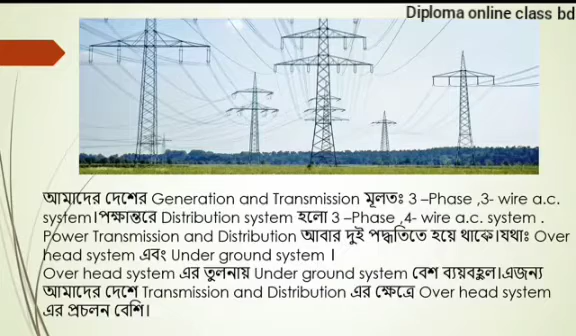 Diploma online class bd
আমাদের দেশের Generation and Transmission মূলতঃ 3 –Phase ,3- wire a.c.
system।পক্ষান্তরে Distribution system হলো 3 –Phase ,4- wire a.c. system .
Power Transmission and Distribution আবার দুই পদ্ধতিতে হয়ে থাকে।যথাঃ Over
head system এবং Under ground system ।
Over head system এর তুলনায় Under ground system বেশ ব্যয়বহুল।এজন্য
আমাদের দেশে Transmission and Distribution এর ক্ষেত্রে Over head system
এর প্রচলন বেশি।